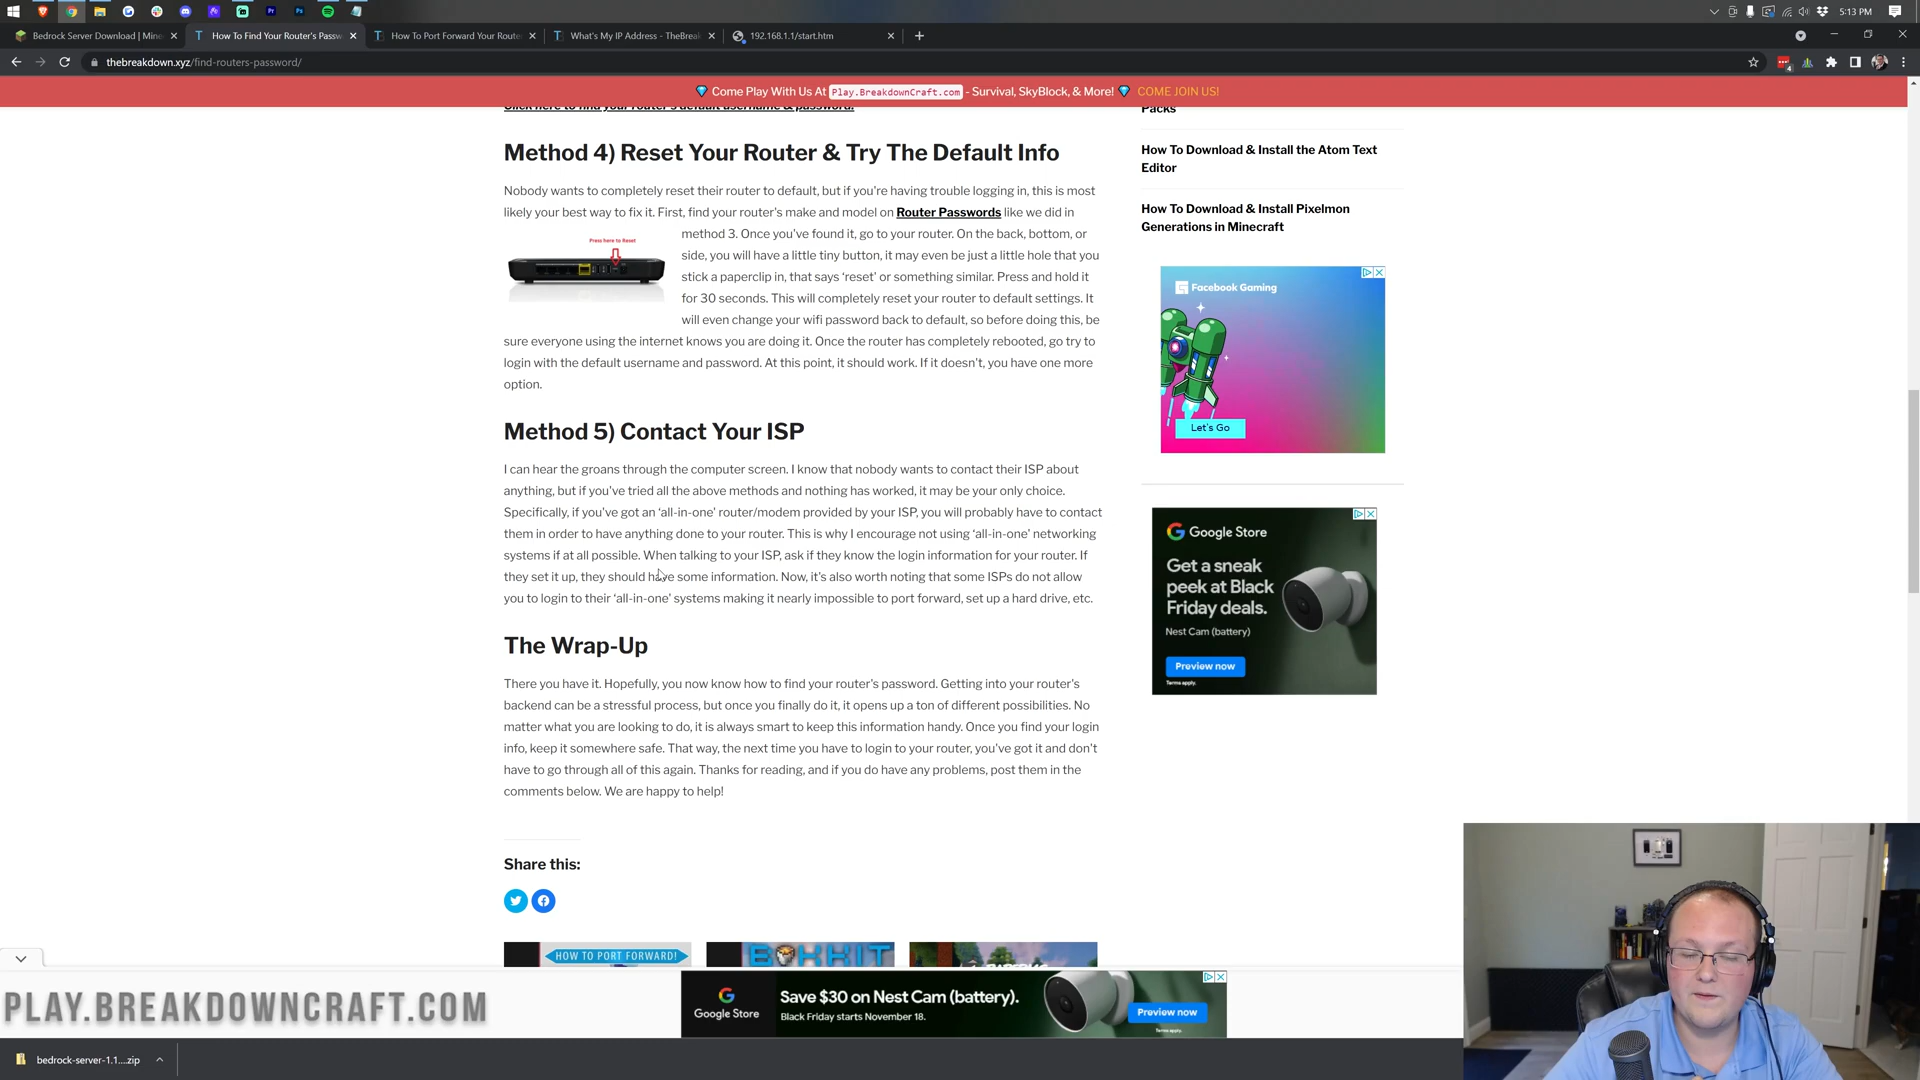 5:13 PM
Bedrock Server Download | Mine
How To Find Your Router's Passw
How To Port Forward Your Route
What's My IP Address - TheBrea
192.168.1.1/start.htm
thebreakdown.xyz/find-routers-password/
Come Play With Us At Play.BreakdownCraft.com - Survival, SkyBlock, & More! COME JOIN US!
Click here to find your router's default username & password.
Method 4) Reset Your Router & Try The Default Info
Nobody wants to completely reset their router to default, but if you're having trouble logging in, this is most
likely your best way to fix it. First, find your router's make and model on Router Passwords like we did in
Press here to Reset
method 3. Once you've found it, go to your router. On the back, bottom, or
side, you will have a little tiny button, it may even be just a little hole that you
stick a paperclip in, that says 'reset' or something similar. Press and hold it
for 30 seconds. This will completely reset your router to default settings. It
will even change your wifi password back to default, so before doing this, be
sure everyone using the internet knows you are doing it. Once the router has completely rebooted, go try to
login with the default username and password. At this point, it should work. If it doesn't, you have one more
option.
Method 5) Contact Your ISP
I can hear the groans through the computer screen. I know that nobody wants to contact their ISP about
anything, but if you've tried all the above methods and nothing has worked, it may be your only choice.
Specifically, if you've got an 'all-in-one' router/modem provided by your ISP, you will probably have to contact
them in order to have anything done to your router. This is why I encourage not using 'all-in-one' networking
systems if at all possible. When talking to your ISP, ask if they know the login information for your router. If
they set it up, they should have some information. Now, it's also worth noting that some ISPs do not allow
you to login to their 'all-in-one' systems making it nearly impossible to port forward, set up a hard drive, etc.
The Wrap-Up
There you have it. Hopefully, you now know how to find your router's password. Getting into your router's
backend can be a stressful process, but once you finally do it, it opens up a ton of different possibilities. No
matter what you are looking to do, it is always smart to keep this information handy. Once you find your login
info, keep it somewhere safe. That way, the next time you have to login to your router, you've got it and don't
have to go through all of this again. Thanks for reading, and if you do have any problems, post them in the
comments below. We are happy to help!
Share this:
HOW TO PORT FORWARD!
Packs
How To Download & Install the Atom Text
Editor
How To Download & Install Pixelmon
Generations in Minecraft
Facebook Gaming
Let's Go
Google Store
Get a sneak
peek at Black
Friday deals.
Nest Cam (battery)
Preview now
Terms apply.
PLAY.BREAKDOWNCRAFT.COM
Google Store
Save $30 on Nest Cam (battery).
Black Friday starts November 18.
Preview now
Terms apply.
bedrock-server-1.1....zip